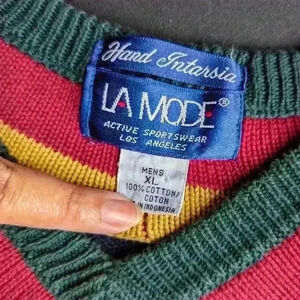 Hand Intarsia
LA MODE®
ACTIVE SPORTSWEAR
LOS ANGELES
MENS
XL
100% COTTON/
COTON
IN INDONESIA